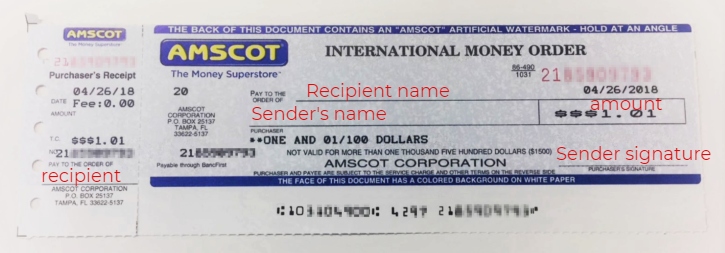 THE BACK OF THIS DOCUMENT CONTAINS AN "AMSCOT" ARTIFICIAL WATERMARK - HOLD AT AN ANGLE
AMSCOT
The Money Superstore
Purchaser's Receipt
04/26/18
DATE Fee:0.00
AMOUNT
T.C. $$$1.01
NO 21
PAY TO THE ORDER OF
recipient
AMSCOT CORPORATION
P.O. BOX 25137
TAMPA, FL 33622-5137
AMSCOT
The Money Superstore
INTERNATIONAL MONEY ORDER
86-490
1031
21
20
PAY TO THE
ORDER OF
Recipient name
04/26/2018
AMSCOT
CORPORATION
P.O. BOX 25137
TAMPA, FL
33622-5137
Sender's name
amount
$$$1.01
PURCHASER
**ONE AND 01/100 DOLLARS
21
NOT VALID FOR MORE THAN ONE THOUSAND FIVE HUNDRED DOLLARS ($1500)
Sender signature
Payable through BancFirst
AMSCOT CORPORATION
PURCHASER AND PAYEE ARE SUBJECT TO THE SERVICE CHARGE AND OTHER TERMS ON THE REVERSE SIDE
PURCHASER'S SIGNATURE
THE FACE OF THIS DOCUMENT HAS A COLORED BACKGROUND ON WHITE PAPER
4297